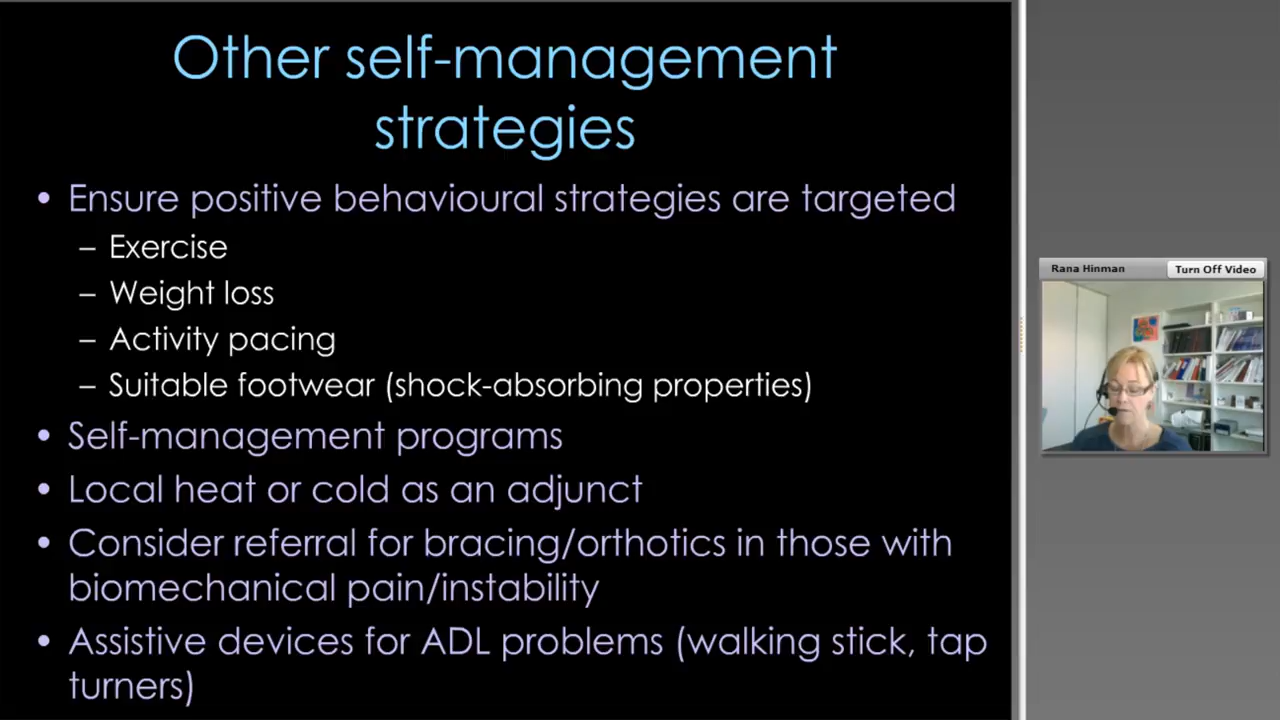 Other self-management
strategies
• Ensure positive behavioural strategies are targeted
– Exercise
– Weight loss
– Activity pacing
– Suitable footwear (shock-absorbing properties)
• Self-management programs
• Local heat or cold as an adjunct
• Consider referral for bracing/orthotics in those with
biomechanical pain/instability
• Assistive devices for ADL problems (walking stick, tap
turners)
Rana Hinman
Turn Off Video